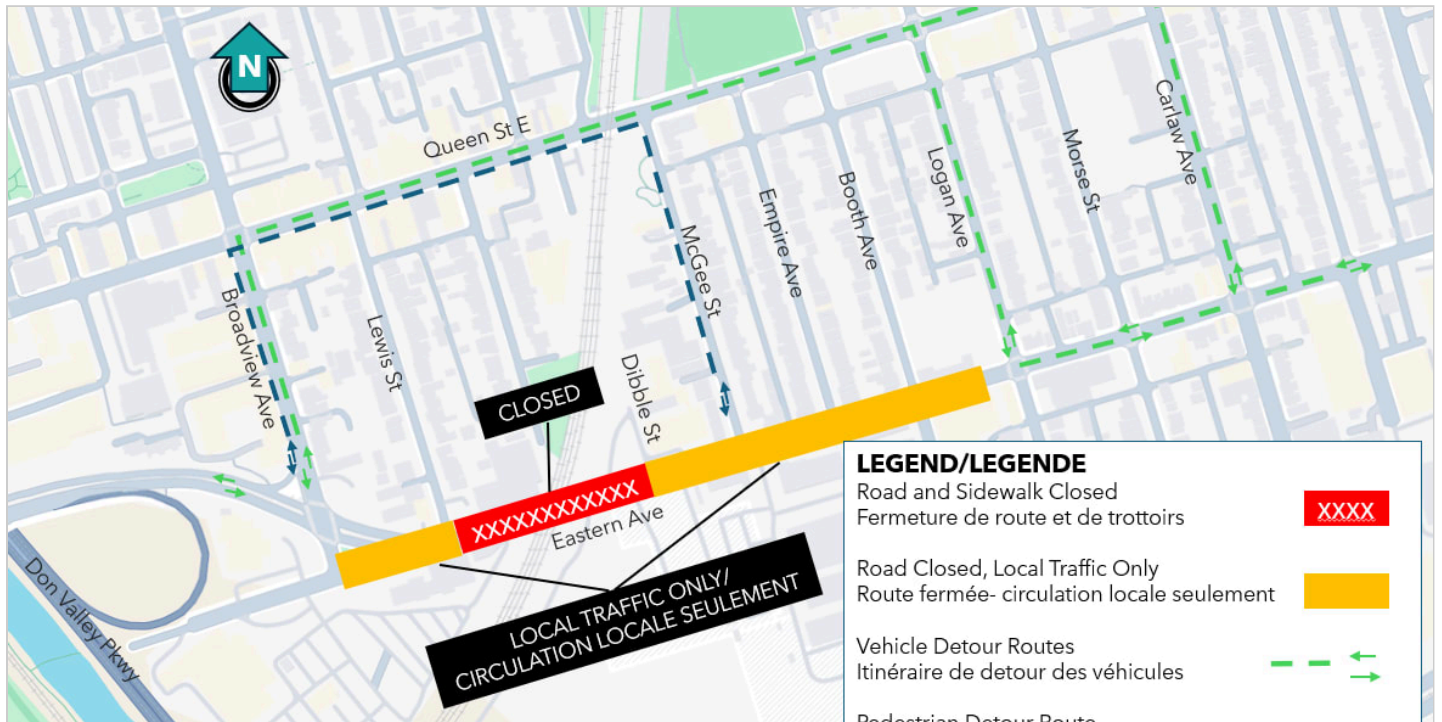 N
Queen St E
Carlaw Ave
Morse St
Logan Ave
Booth Ave
Empire Ave
McGee St
Broadview Ave
Lewis St
Dibble St
CLOSED
XXXXXXXXXXXX
Eastern Ave
LOCAL TRAFFIC ONLY/
CIRCULATION LOCALE SEULEMENT
Don Valley Pkwy
LEGEND/LEGENDE
Road and Sidewalk Closed
Fermeture de route et de trottoirs
XXXX
Road Closed, Local Traffic Only
Route fermée- circulation locale seulement
Vehicle Detour Routes
Itinéraire de detour des véhicules
Pedestrian Detour Route